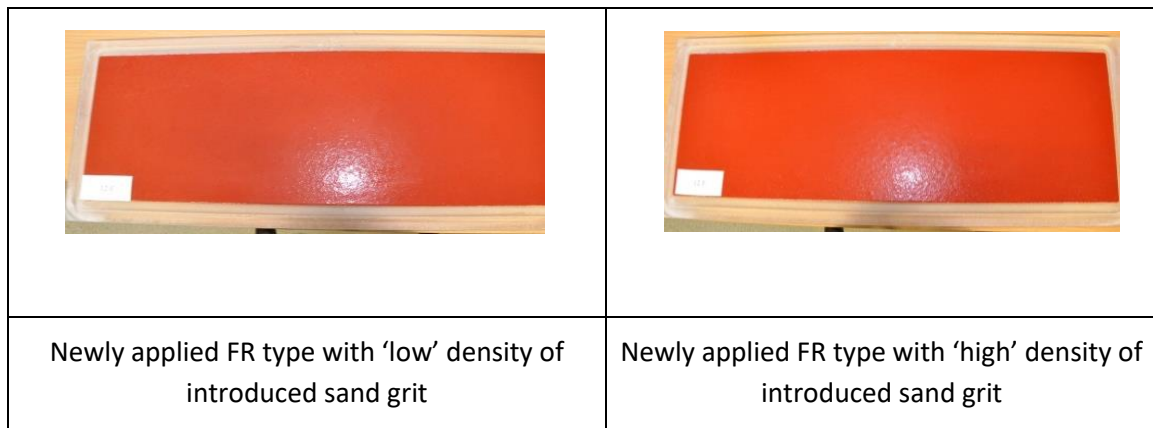 Newly applied FR type with ‘low’ density of
introduced sand grit
Newly applied FR type with ‘high’ density of
introduced sand grit